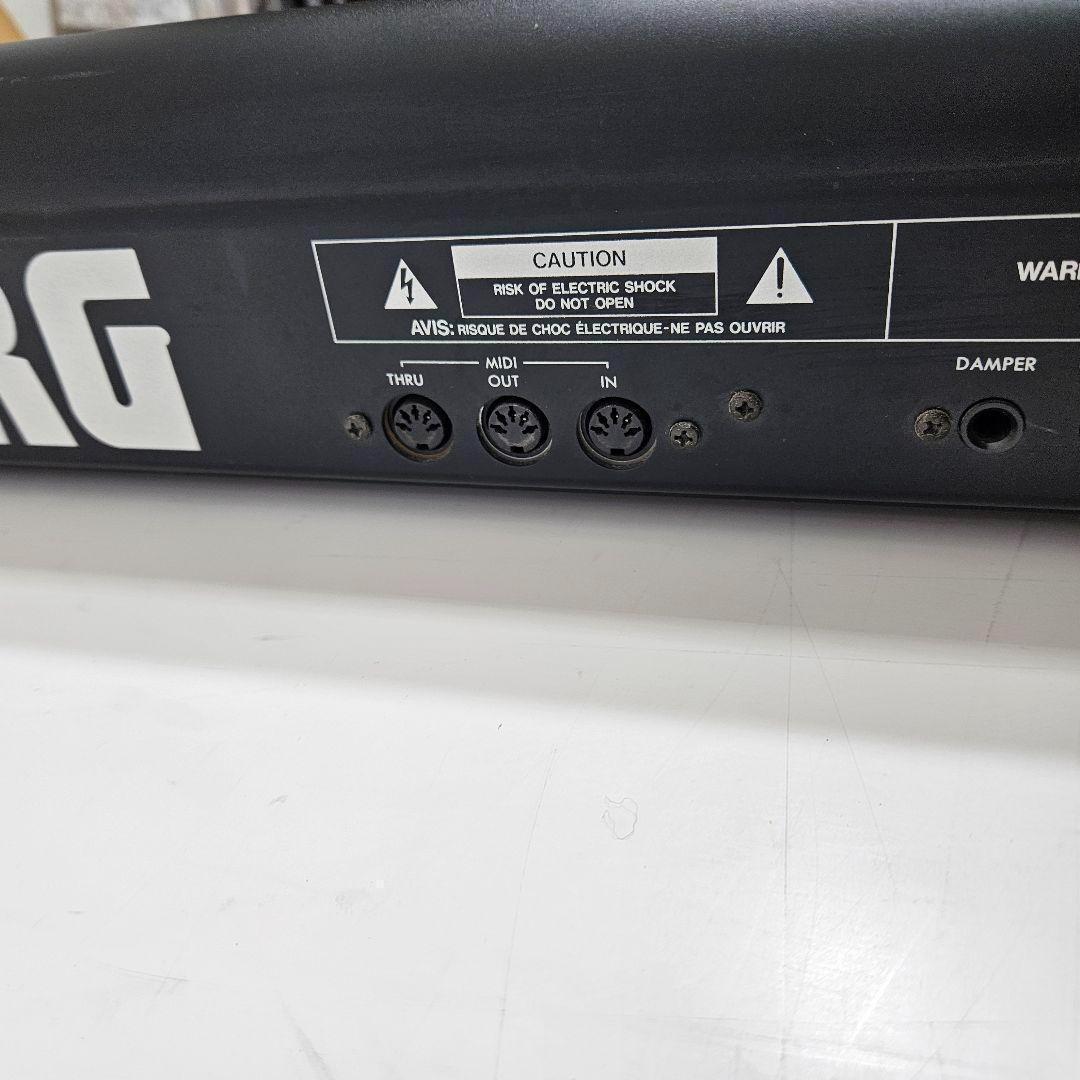 RG
CAUTION
RISK OF ELECTRIC SHOCK
DO NOT OPEN
AVIS: RISQUE DE CHOC ÉLECTRIQUE-NE PAS OUVRIR
MIDI
THRU OUT IN
DAMPER